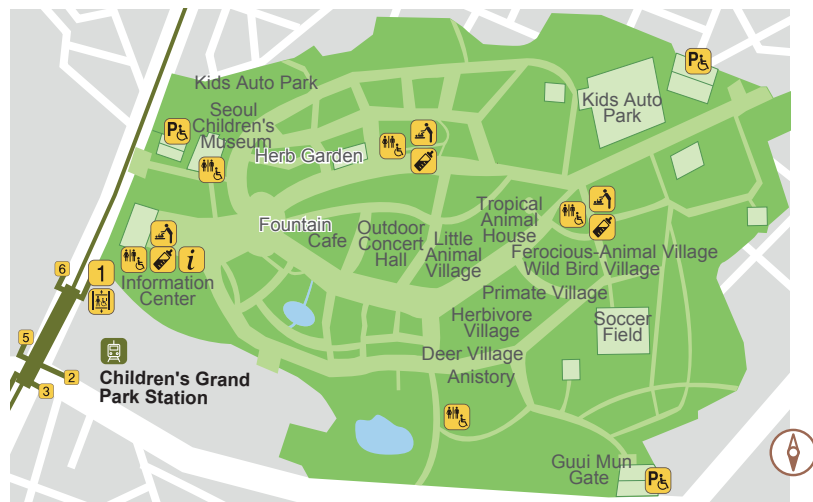 Kids Auto Park
Seoul
Children's
Museum
Herb Garden
P
Kids Auto
Park
P
Fountain
Cafe
Outdoor
Concert
Hall
Little
Animal
Village
Tropical
Animal
House
Ferocious-Animal Village
Wild Bird Village
Primate Village
Herbivore
Village
Soccer
Field
Deer Village
Anistory
i
Information
Center
6
1
5
2
3
Children's Grand
Park Station
Guui Mun
Gate
P